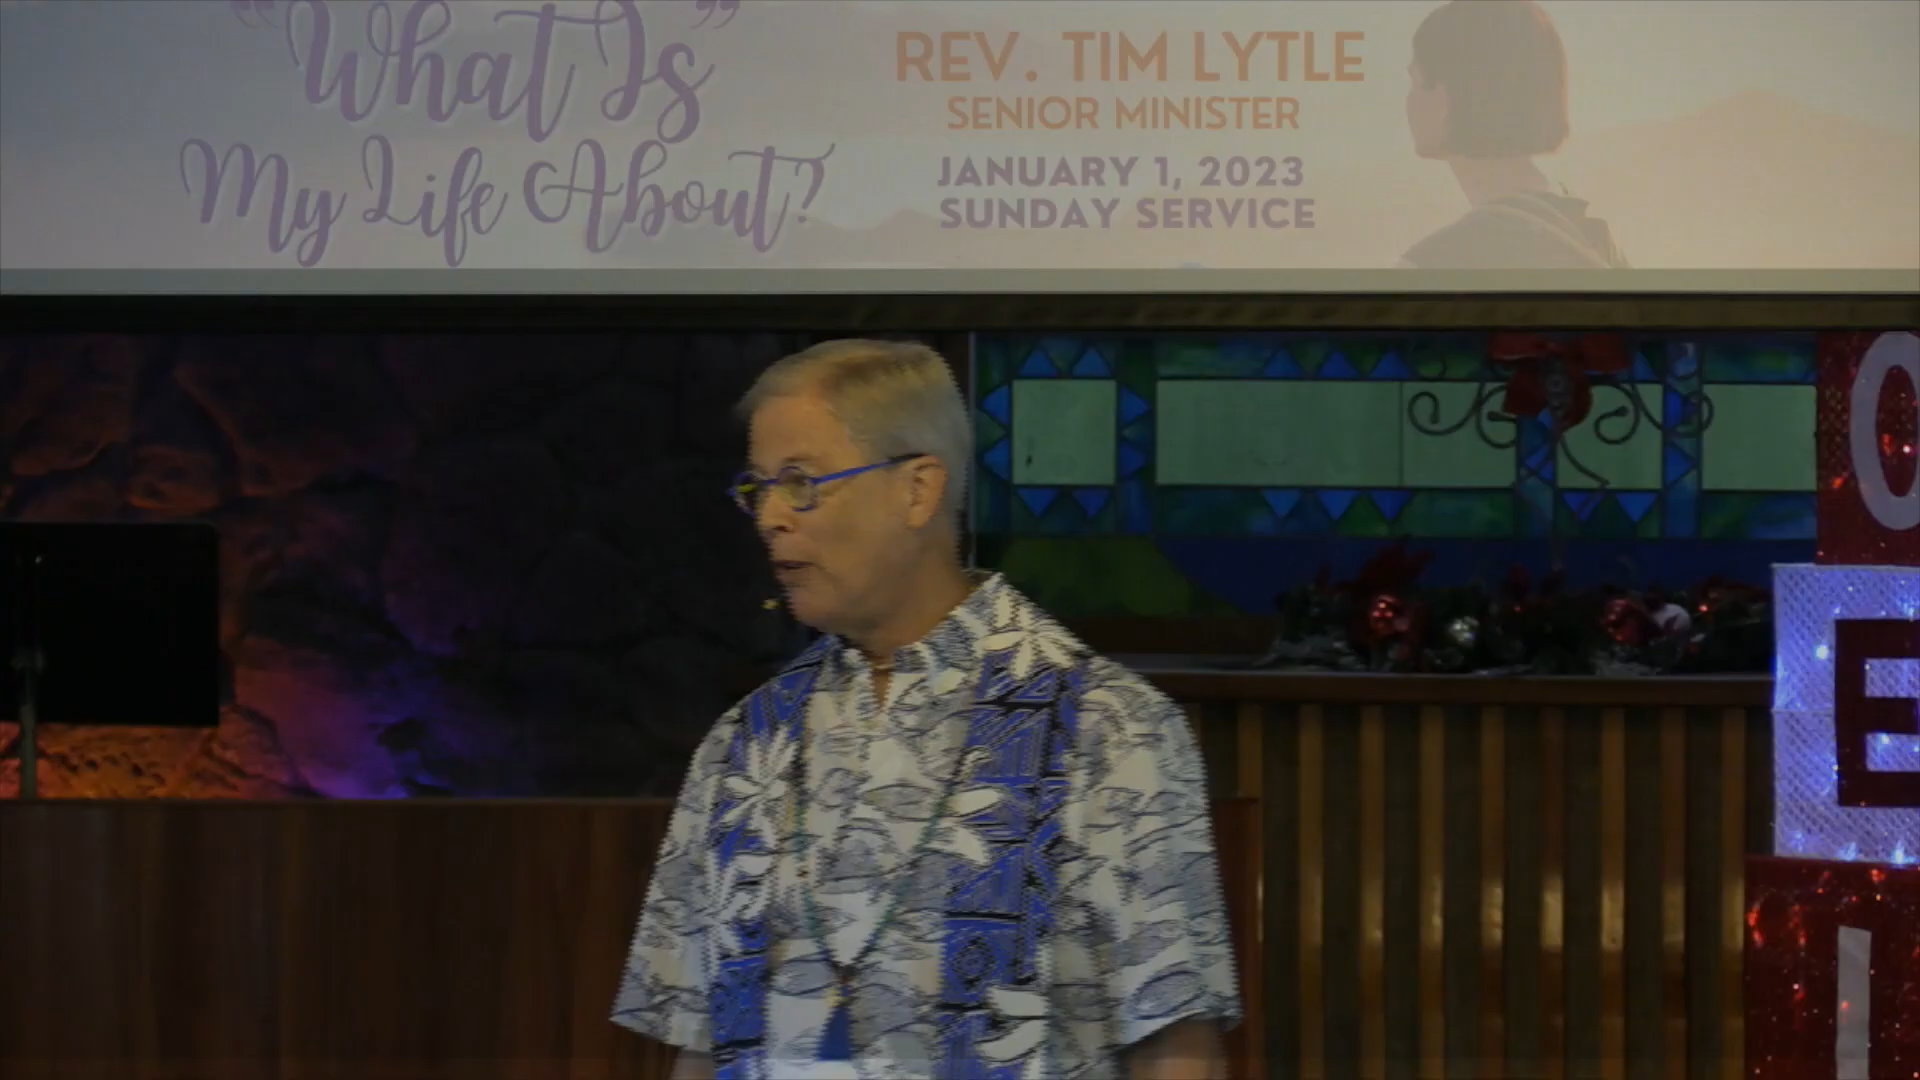 "What Is"
My Life About?
REV. TIM LYTLE
SENIOR MINISTER
JANUARY 1, 2023
SUNDAY SERVICE
O
E
I